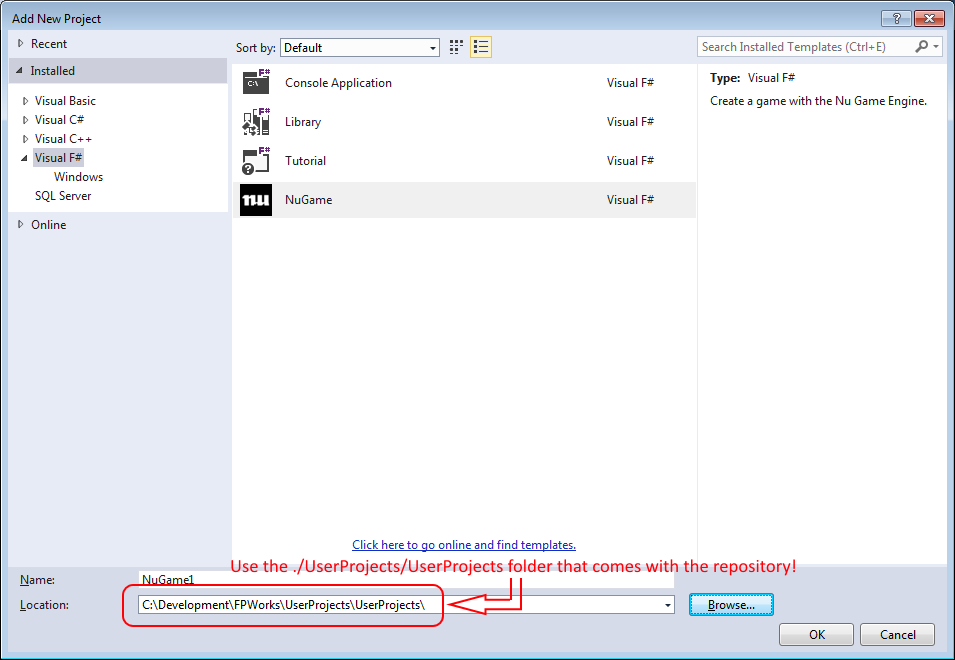 Add New Project
?
Recent
Sort by: Default
Search Installed Templates (Ctrl+E)
Installed
Visual Basic
Visual C#
Visual C++
Visual F#
Windows
SQL Server
Online
F#
C:\
Console Application Visual F#
F#
Library Visual F#
F#
?
Tutorial Visual F#
nu
NuGame Visual F#
Type: Visual F#
Create a game with the Nu Game Engine.
Click here to go online and find templates.
Use the ./UserProjects/UserProjects folder that comes with the repository!
Name: NuGame1
Location: C:\Development\FPWorks\UserProjects\UserProjects\
Browse...
OK Cancel